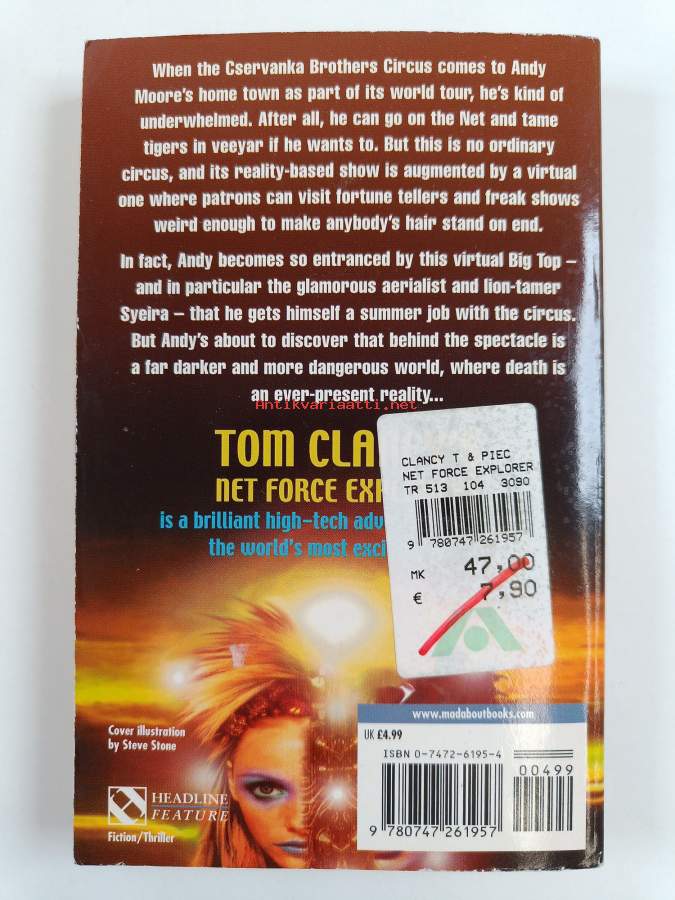 When the Cservanka Brothers Circus comes to Andy
Moore's home town as part of its world tour, he's kind of
underwhelmed. After all, he can go on the Net and tame
tigers in veeyar if he wants to. But this is no ordinary
circus, and its reality-based show is augmented by a virtual
one where patrons can visit fortune tellers and freak shows
weird enough to make anybody's hair stand on end.
In fact, Andy becomes so entranced by this virtual Big Top –
and in particular the glamorous aerialist and lion-tamer
Syeira – that he gets himself a summer job with the circus.
But Andy's about to discover that behind the spectacle is
a far darker and more dangerous world, where death is
an ever-present reality...
Antikvariaatti.net
TOM CLA
NET FORCE EXP
is a brilliant high-tech adv
the world's most exci
CLANCY T & PIEC
NET FORCE EXPLORER
TR 513 104 3090
9 780747 261957
MK 47,00
€ 7,90
www.madaboutbooks.com
Cover illustration
by Steve Stone
UK £4.99
ISBN 0-7472-6195-4
00499
9 780747 261957
HEADLINE
FEATURE
Fiction/Thriller